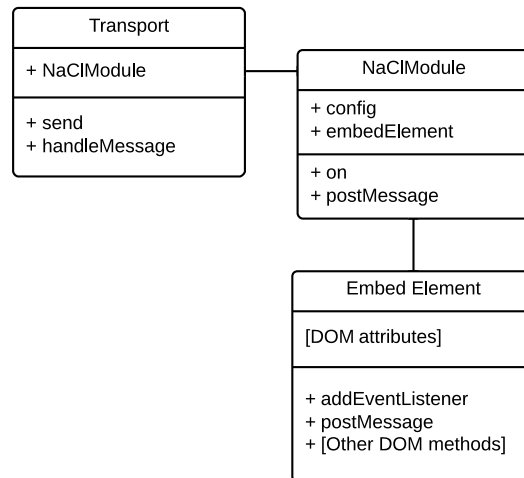 Transport
+ NaClModule
+ send
+ handleMessage
NaClModule
+ config
+ embedElement
+ on
+ postMessage
Embed Element
[DOM attributes]
+ addEventListener
+ postMessage
+ [Other DOM methods]